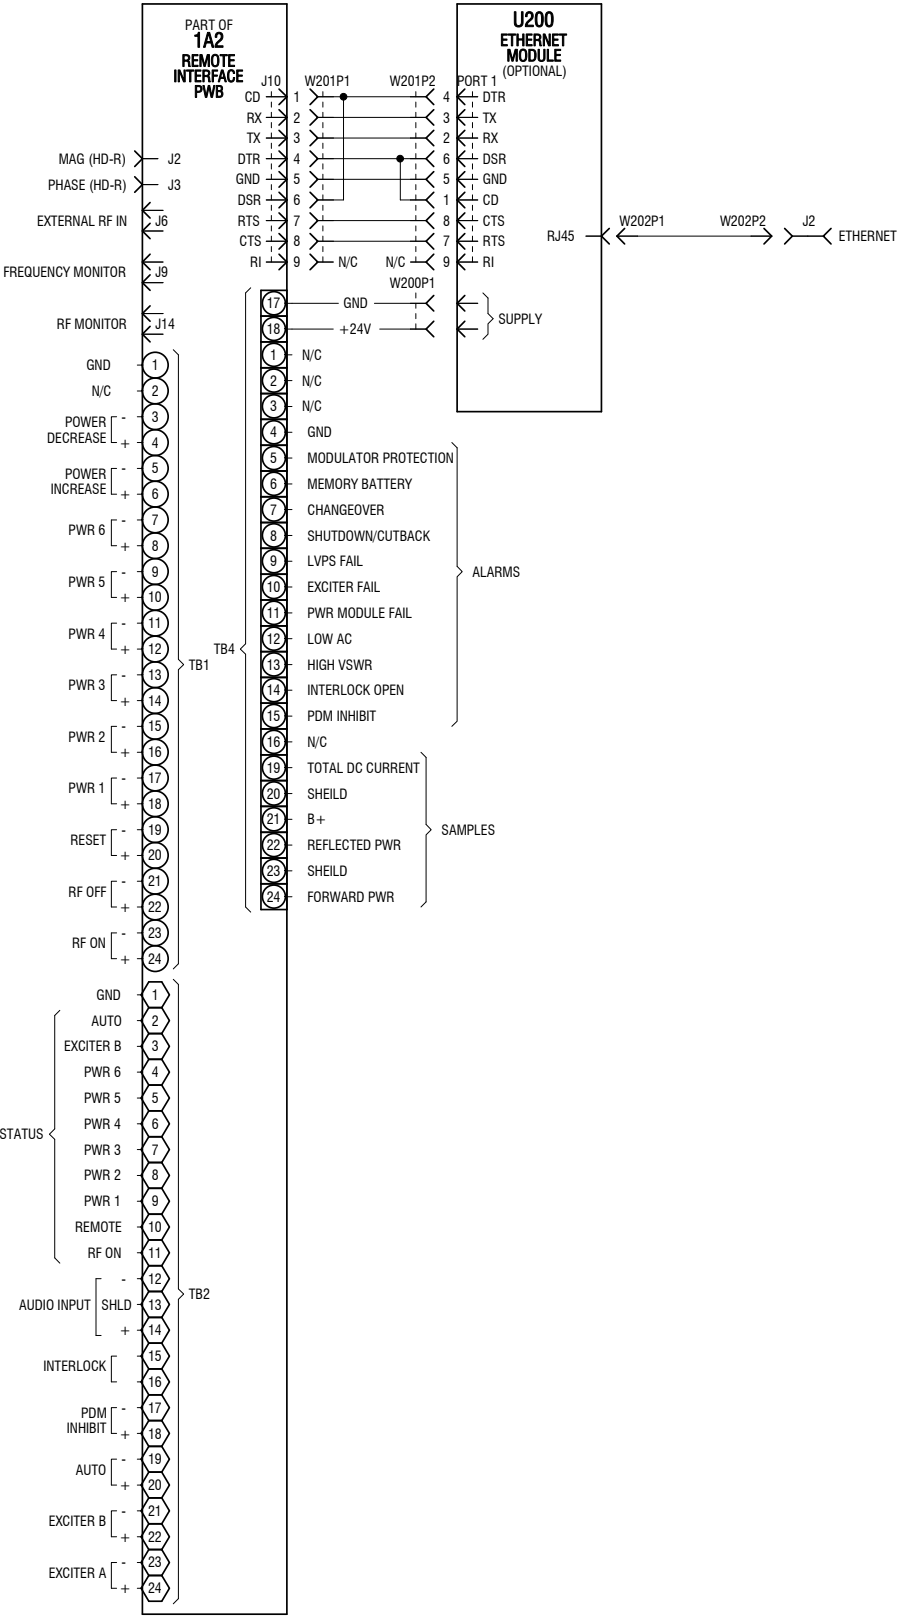 PART OF
1A2
REMOTE
INTERFACE
PWB
U200
ETHERNET
MODULE
(OPTIONAL)
J10 W201P1 W201P2 PORT 1
CD 1 4 DTR
RX 2 3 TX
TX 3 2 RX
DTR 4 6 DSR
GND 5 5 GND
DSR 6 1 CD
RTS 7 8 CTS
CTS 8 7 RTS
RI 9 N/C N/C 9 RI
MAG (HD-R) J2
PHASE (HD-R) J3
EXTERNAL RF IN J6
FREQUENCY MONITOR J9
RF MONITOR J14
RJ45 W202P1 W202P2 J2 ETHERNET
W200P1
17 GND
18 +24V
SUPPLY
1 N/C
2 N/C
3 N/C
4 GND
5 MODULATOR PROTECTION
6 MEMORY BATTERY
7 CHANGEOVER
8 SHUTDOWN/CUTBACK
9 LVPS FAIL
10 EXCITER FAIL
11 PWR MODULE FAIL
12 LOW AC
13 HIGH VSWR
14 INTERLOCK OPEN
15 PDM INHIBIT
ALARMS
16 N/C
19 TOTAL DC CURRENT
20 SHEILD
21 B+
22 REFLECTED PWR
23 SHEILD
24 FORWARD PWR
SAMPLES
TB4
GND 1
N/C 2
POWER
DECREASE
- 3
+ 4
POWER
INCREASE
- 5
+ 6
PWR 6
- 7
+ 8
PWR 5
- 9
+ 10
PWR 4
- 11
+ 12
PWR 3
- 13
+ 14
PWR 2
- 15
+ 16
PWR 1
- 17
+ 18
RESET
- 19
+ 20
RF OFF
- 21
+ 22
RF ON
- 23
+ 24
TB1
GND 1
AUTO 2
EXCITER B 3
PWR 6 4
PWR 5 5
PWR 4 6
PWR 3 7
PWR 2 8
PWR 1 9
REMOTE 10
RF ON 11
STATUS
- 12
AUDIO INPUT SHLD 13
+ 14
INTERLOCK
15
16
PDM
INHIBIT
- 17
+ 18
AUTO
- 19
+ 20
EXCITER B
- 21
+ 22
EXCITER A
- 23
+ 24
TB2